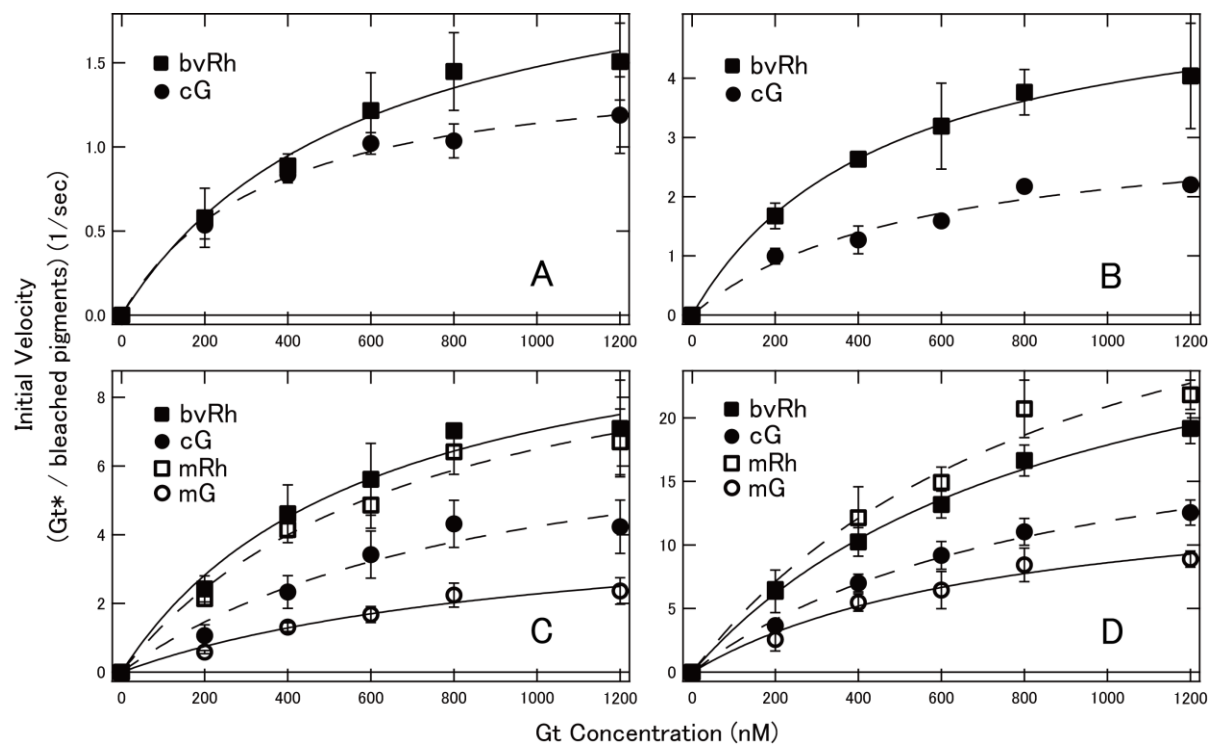 Initial Velocity
(Gt* / bleached pigments) (1/sec)
1.5
1.0
0.5
0.0
bvRh
cG
A
0 200 400 600 800 1000 1200
4
3
2
1
0
bvRh
cG
B
0 200 400 600 800 1000 1200
8
6
4
2
0
bvRh
cG
mRh
mG
C
0 200 400 600 800 1000 1200
20
15
10
5
0
bvRh
cG
mRh
mG
D
0 200 400 600 800 1000 1200
Gt Concentration (nM)